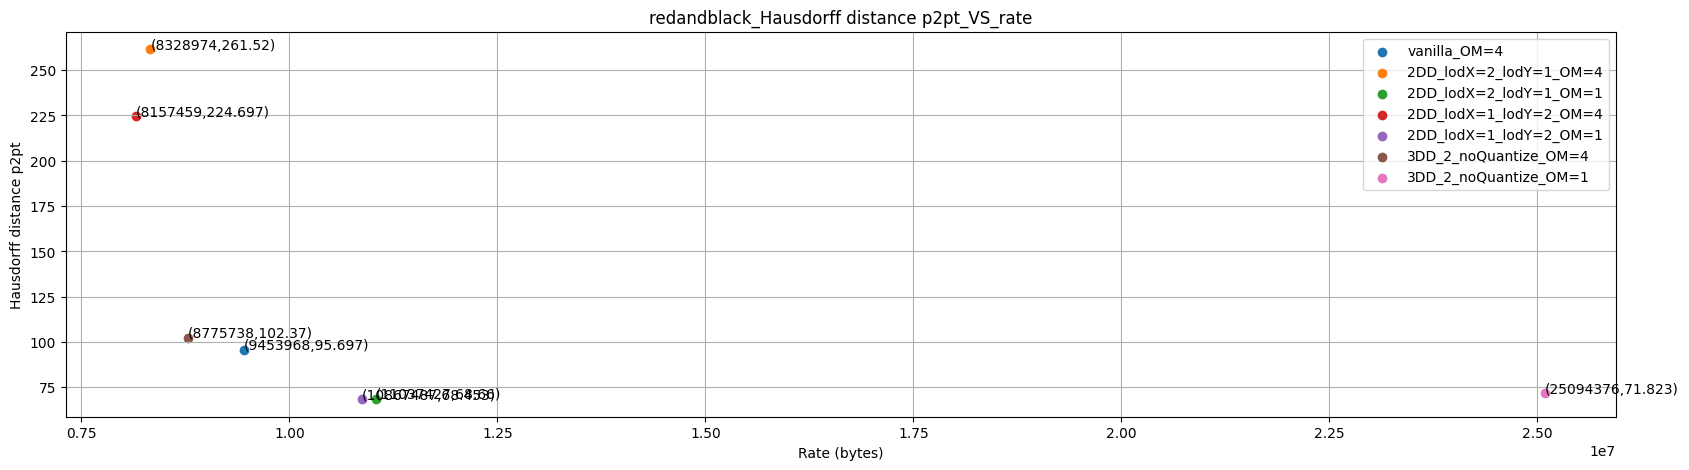 redandblack_Hausdorff distance p2pt_VS_rate
(8328974,261.52)
(8157459,224.697)
(8775738,102.37)
(9453968,95.697)
(25094376,71.823)
vanilla_OM=4
2DD_lodX=2_lodY=1_OM=4
2DD_lodX=2_lodY=1_OM=1
2DD_lodX=1_lodY=2_OM=4
2DD_lodX=1_lodY=2_OM=1
3DD_2_noQuantize_OM=4
3DD_2_noQuantize_OM=1
Hausdorff distance p2pt
250
225
200
175
150
125
100
75
0.75
1.00
1.25
1.50
1.75
2.00
2.25
2.50
1e7
Rate (bytes)